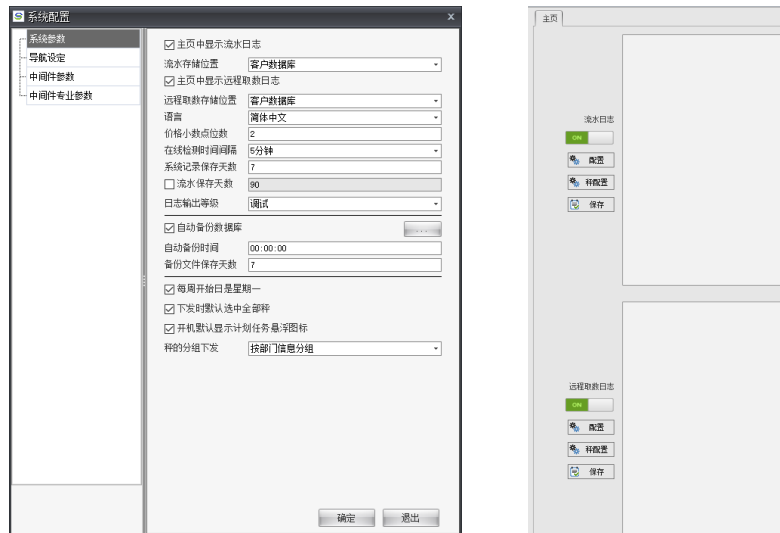 系统配置
系统参数
导航设定
中间件参数
中间件专业参数
主页中显示流水日志
流水存储位置 客户数据库
主页中显示远程取数日志
远程取数存储位置 客户数据库
语言 简体中文
价格小数点位数 2
在线检测时间间隔 5分钟
系统记录保存天数 7
流水保存天数 90
日志输出等级 调试
自动备份数据库 ...
自动备份时间 00:00:00
备份文件保存天数 7
每周开始日是星期一
下发时默认选中全部秤
开机默认显示计划任务悬浮图标
秤的分组下发 按部门信息分组
确定 退出
主页
流水日志
ON
配置
秤配置
保存
远程取数日志
ON
配置
秤配置
保存